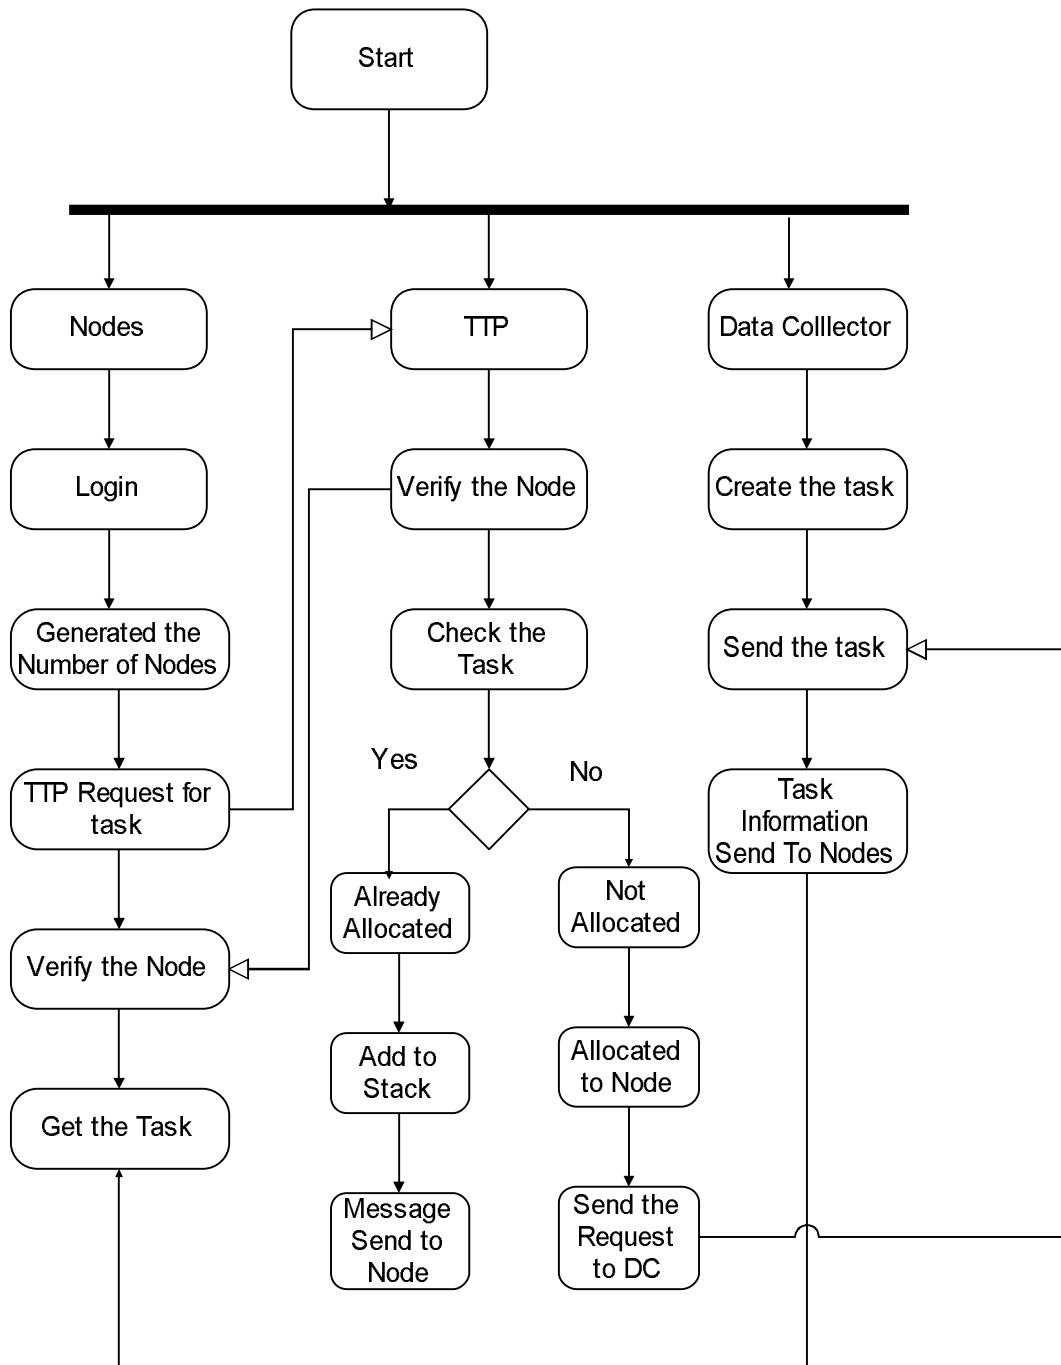 Start
Nodes
TTP
Data Colllector
Login
Verify the Node
Create the task
Generated the
Number of Nodes
Check the
Task
Send the task
Yes
No
TTP Request for
task
Task
Information
Send To Nodes
Already
Allocated
Not
Allocated
Verify the Node
Add to
Stack
Allocated
to Node
Get the Task
Message
Send to
Node
Send the
Request
to DC